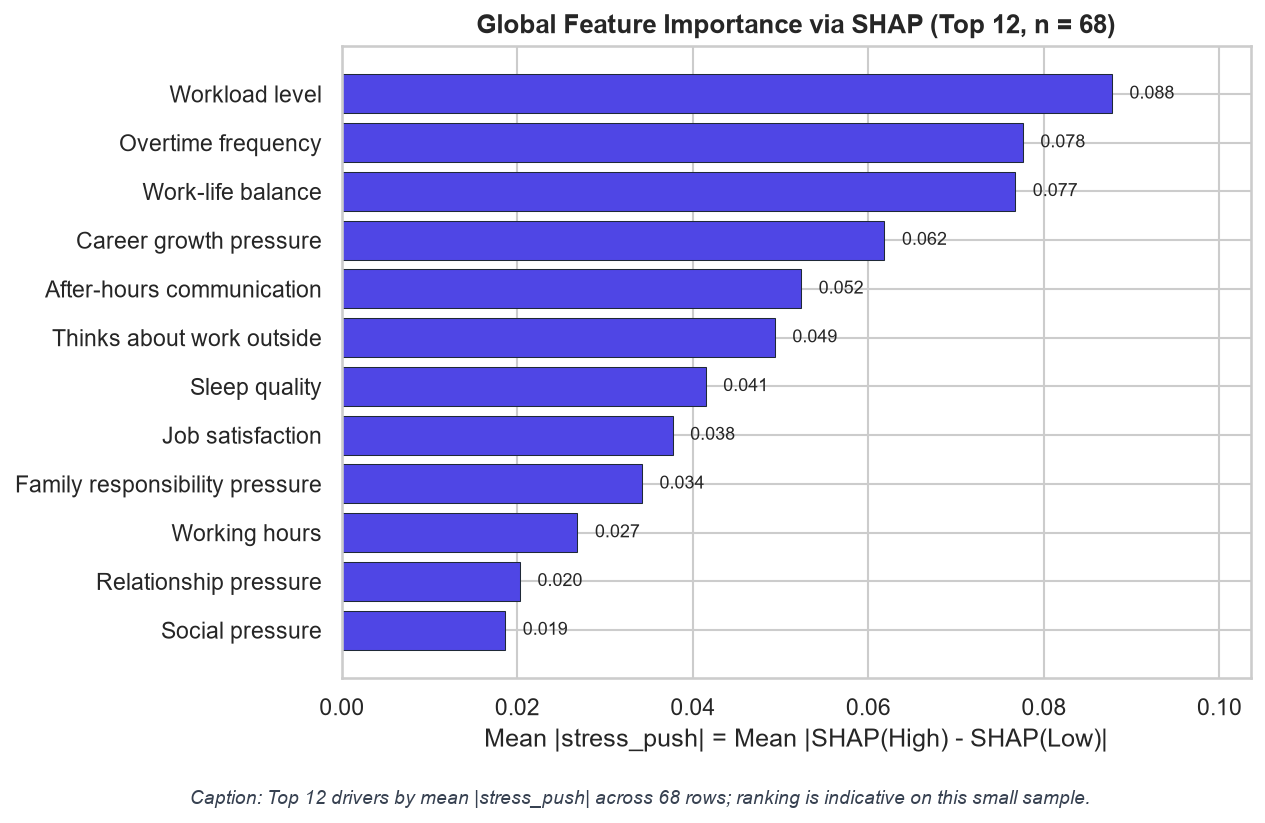 Global Feature Importance via SHAP (Top 12, n = 68)
Workload level 0.088
Overtime frequency 0.078
Work-life balance 0.077
Career growth pressure 0.062
After-hours communication 0.052
Thinks about work outside 0.049
Sleep quality 0.041
Job satisfaction 0.038
Family responsibility pressure 0.034
Working hours 0.027
Relationship pressure 0.020
Social pressure 0.019
0.00 0.02 0.04 0.06 0.08 0.10
Mean |stress_push| = Mean |SHAP(High) - SHAP(Low)|
Caption: Top 12 drivers by mean |stress_push| across 68 rows; ranking is indicative on this small sample.